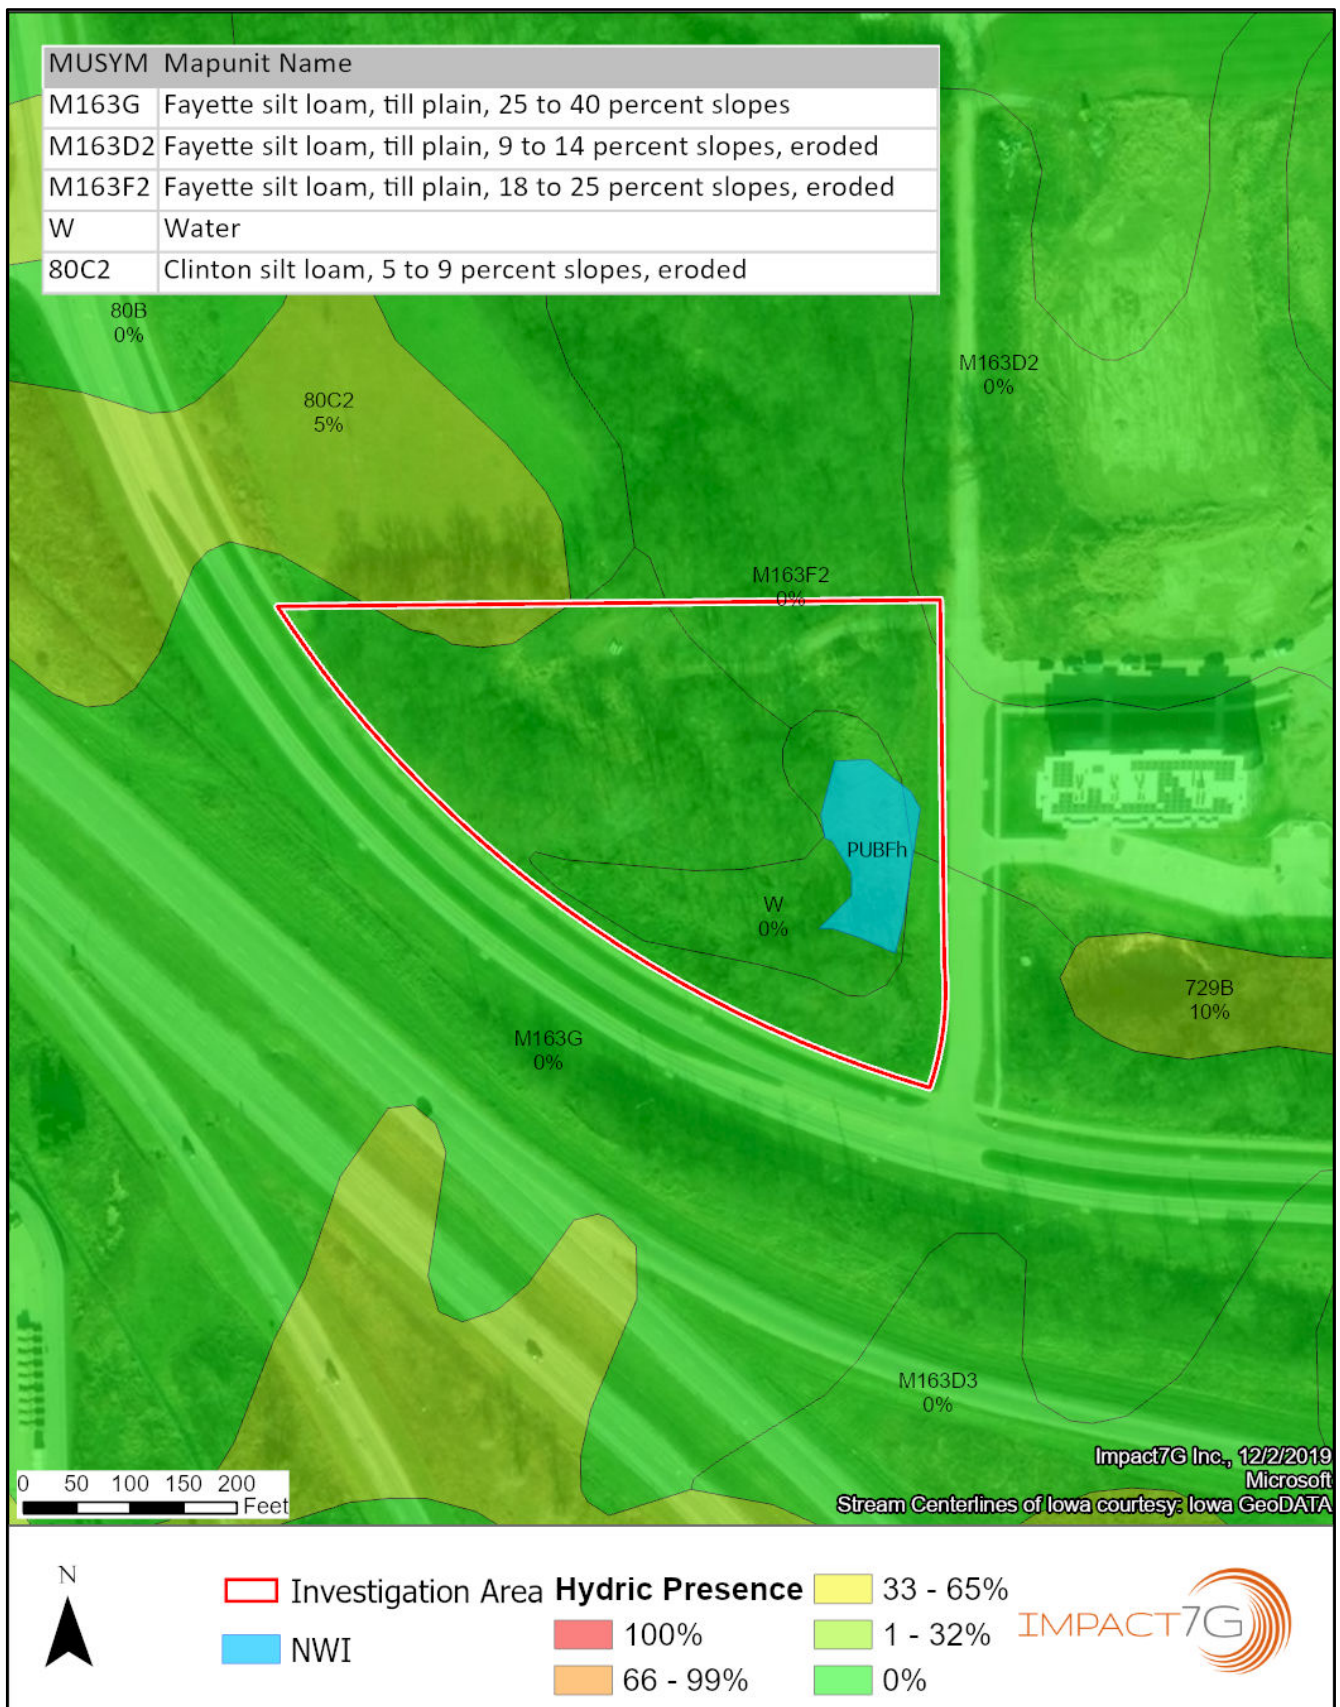 MUSYM Mapunit Name
M163G Fayette silt loam, till plain, 25 to 40 percent slopes
M163D2 Fayette silt loam, till plain, 9 to 14 percent slopes, eroded
M163F2 Fayette silt loam, till plain, 18 to 25 percent slopes, eroded
W Water
80C2 Clinton silt loam, 5 to 9 percent slopes, eroded
80B
0%
M163D2
0%
80C2
5%
M163F2
0%
PUBFh
W
0%
729B
10%
M163G
0%
M163D3
0%
Impact7G Inc., 12/2/2019
Microsoft
Stream Centerlines of Iowa courtesy: Iowa GeoDATA
0 50 100 150 200
Feet
N
Investigation Area
NWI
Hydric Presence
100%
66 - 99%
33 - 65%
1 - 32%
0%
IMPACT7G